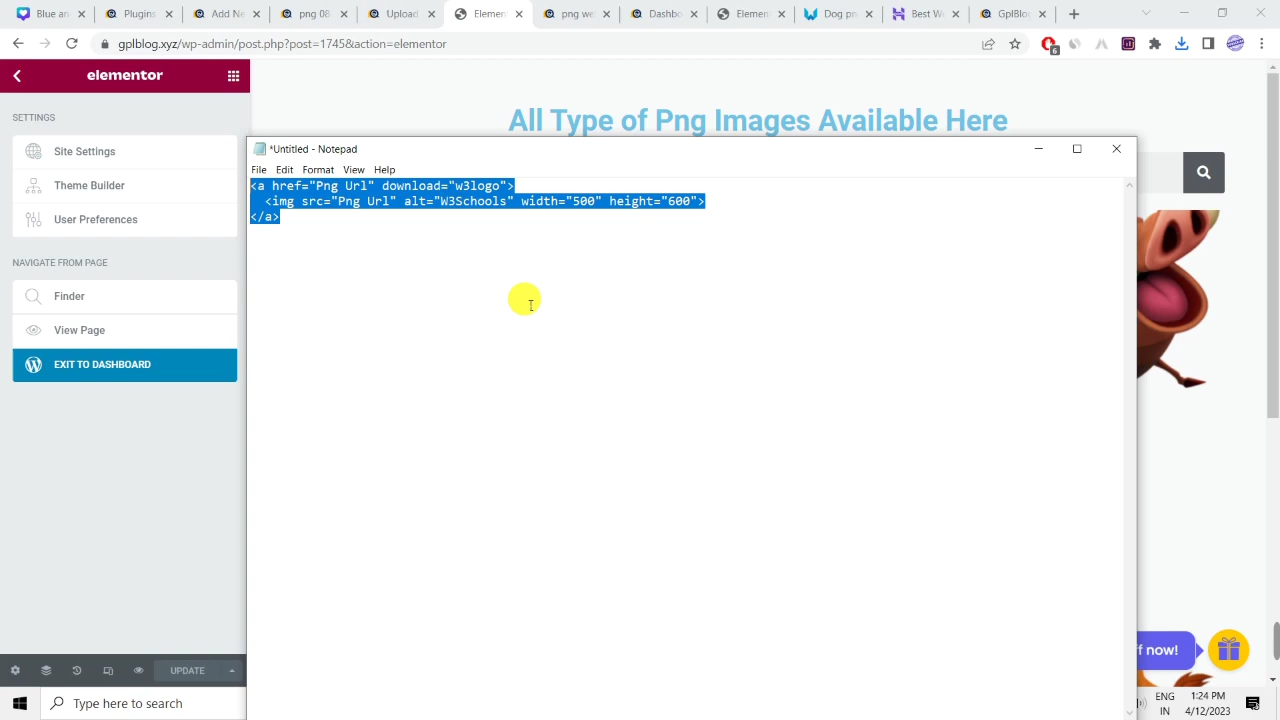 Blue an
Plugins
Add Ne
png 08
Upload
Elemen
png we
Dashbo
Elemen
Dog pn
Best W
GplBlog
gplblog.xyz/wp-admin/post.php?post=1745&action=elementor
6
elementor
SETTINGS
Site Settings
Theme Builder
User Preferences
NAVIGATE FROM PAGE
Finder
View Page
EXIT TO DASHBOARD
UPDATE
All Type of Png Images Available Here
*Untitled - Notepad
File Edit Format View Help
<a href="Png Url" download="w3logo">
<img src="Png Url" alt="W3Schools" width="500" height="600">
</a>
f now!
Type here to search
ENG
IN
1:24 PM
4/12/2023